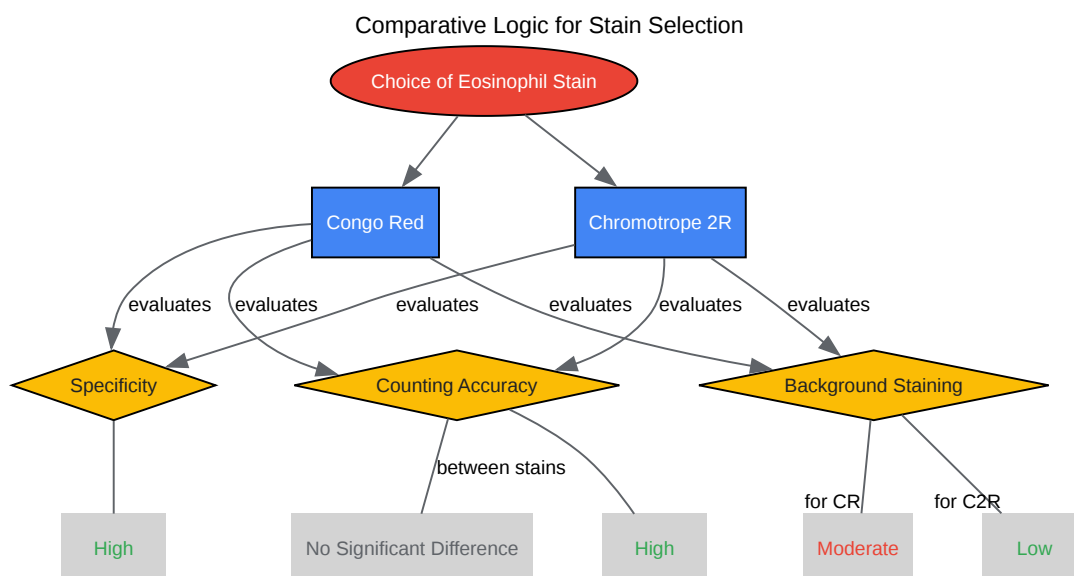 Comparative Logic for Stain Selection
Choice of Eosinophil Stain
Congo Red
Chromotrope 2R
evaluates
evaluates
evaluates
evaluates
evaluates
evaluates
Specificity
Counting Accuracy
Background Staining
between stains
for CR
for C2R
High
No Significant Difference
High
Moderate
Low